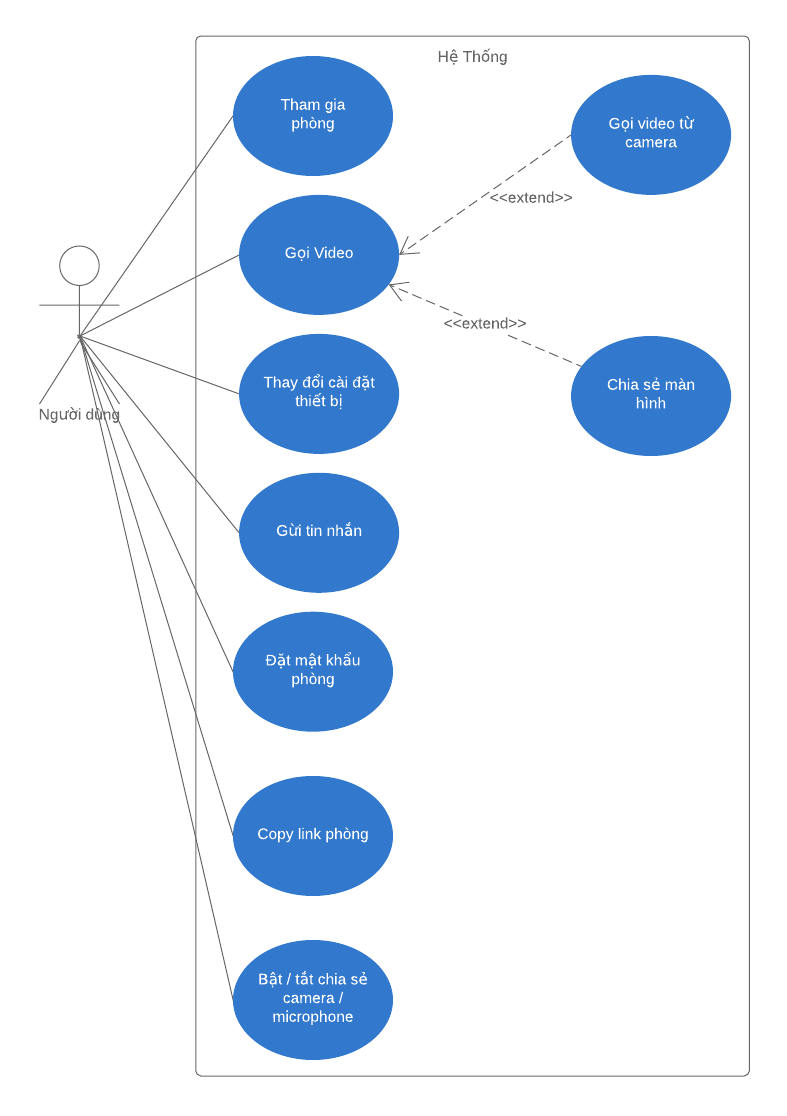 Hệ Thống
Tham gia
phòng
Gọi video từ
camera
<<extend>>
Gọi Video
<<extend>>
Thay đổi cài đặt
thiết bị
Chia sẻ màn
hình
Người dùng
Gừi tin nhắn
Đặt mật khẩu
phòng
Copy link phòng
Bật / tắt chia sẻ
camera /
microphone